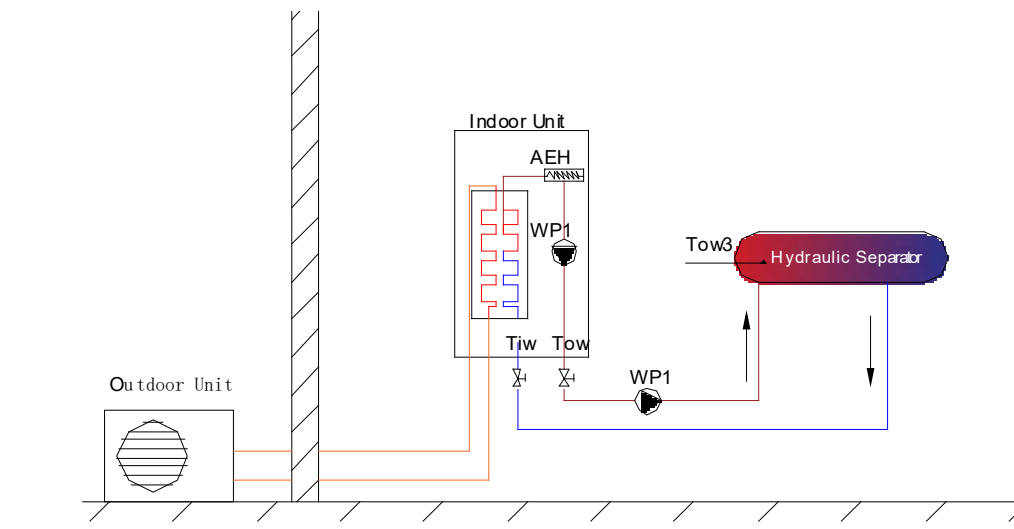 Indoor Unit
AEH
WP1
Tow3
Hydraulic Separator
Tiw
Tow
WP1
Outdoor Unit